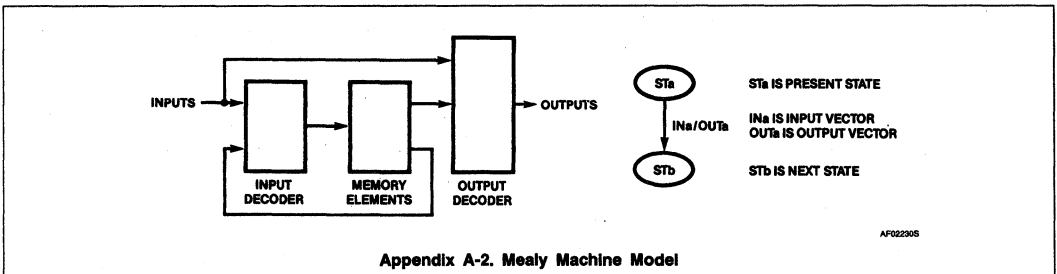 INPUTS
OUTPUTS
INPUT
DECODER
MEMORY
ELEMENTS
OUTPUT
DECODER
STa
STa IS PRESENT STATE
INa/OUTa
INa IS INPUT VECTOR
OUTa IS OUTPUT VECTOR
STb
STb IS NEXT STATE
AF02230S
Appendix A-2. Mealy Machine Model